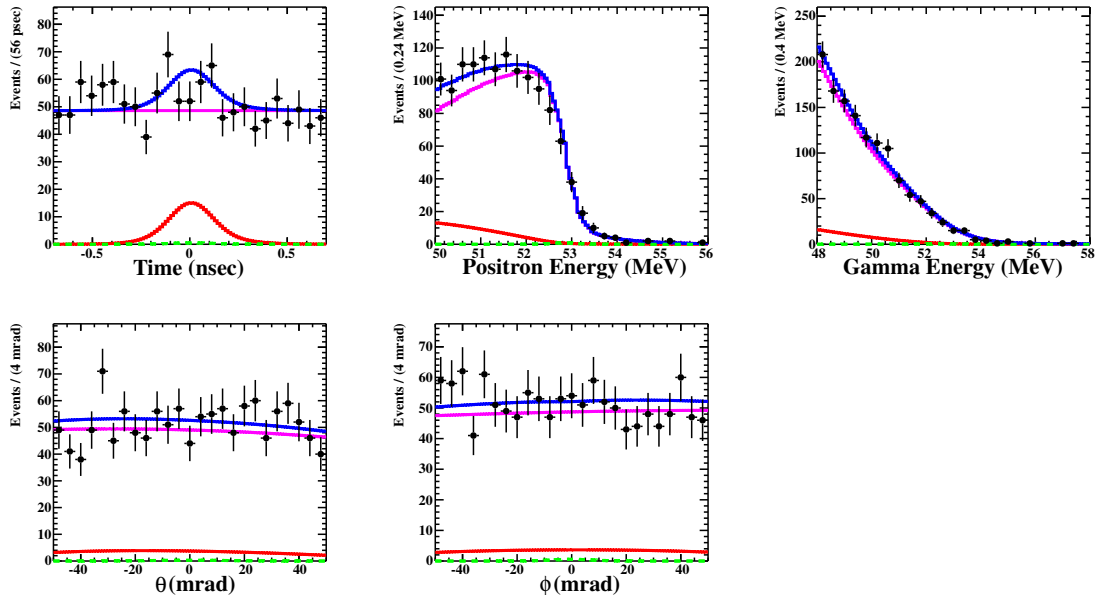 Events / (56 psec)
80
70
60
50
40
30
20
10
0
-0.5 0 0.5
Time (nsec)
Events / (0.24 MeV)
140
120
100
80
60
40
20
0
50 51 52 53 54 55 56
Positron Energy (MeV)
Events / (0.4 MeV)
250
200
150
100
50
0
48 50 52 54 56 58
Gamma Energy (MeV)
Events / (4 mrad)
80
70
60
50
40
30
20
10
0
-40 -20 0 20 40
θ(mrad)
Events / (4 mrad)
70
60
50
40
30
20
10
0
-40 -20 0 20 40
ϕ(mrad)